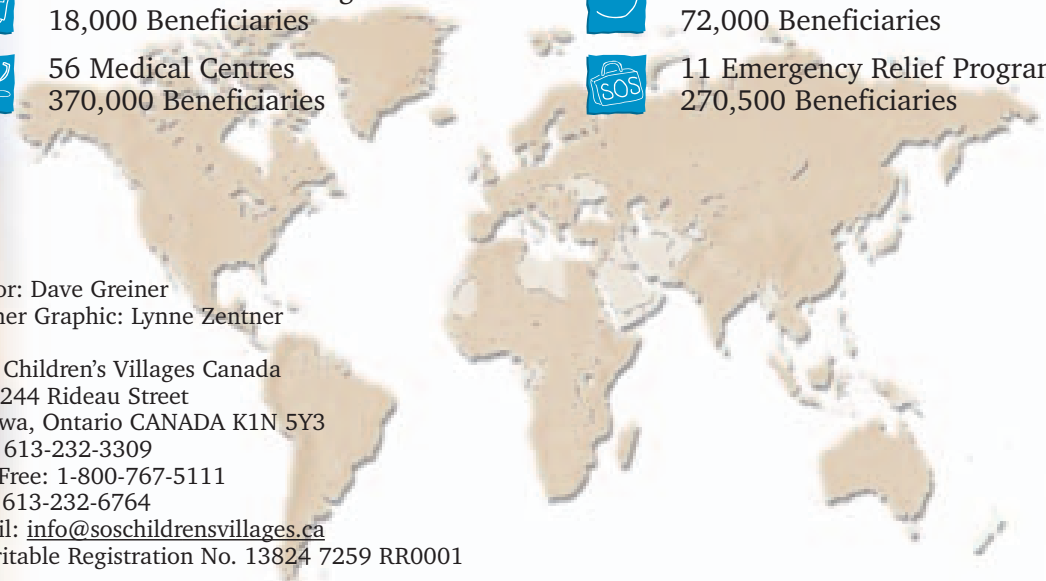 18,000 Beneficiaries
56 Medical Centres
370,000 Beneficiaries
72,000 Beneficiaries
SOS
11 Emergency Relief Program
270,500 Beneficiaries
or: Dave Greiner
ner Graphic: Lynne Zentner
Children’s Villages Canada
244 Rideau Street
wa, Ontario CANADA K1N 5Y3
613-232-3309
Free: 1-800-767-5111
613-232-6764
il: info@soschildrensvillages.ca
ritable Registration No. 13824 7259 RR0001